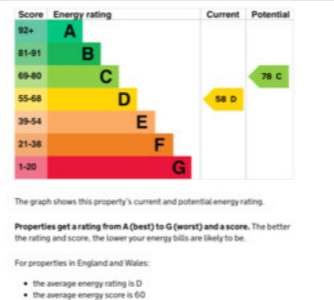 Score Energy rating Current Potential
92+ A
81-91 B
69-80 C 78 C
55-68 D 58 D
39-54 E
21-38 F
1-20 G
The graph shows this property's current and potential energy rating.
Properties get a rating from A (best) to G (worst) and a score. The better
the rating and score, the lower your energy bills are likely to be.
For properties in England and Wales:
• the average energy rating is D
• the average energy score is 60